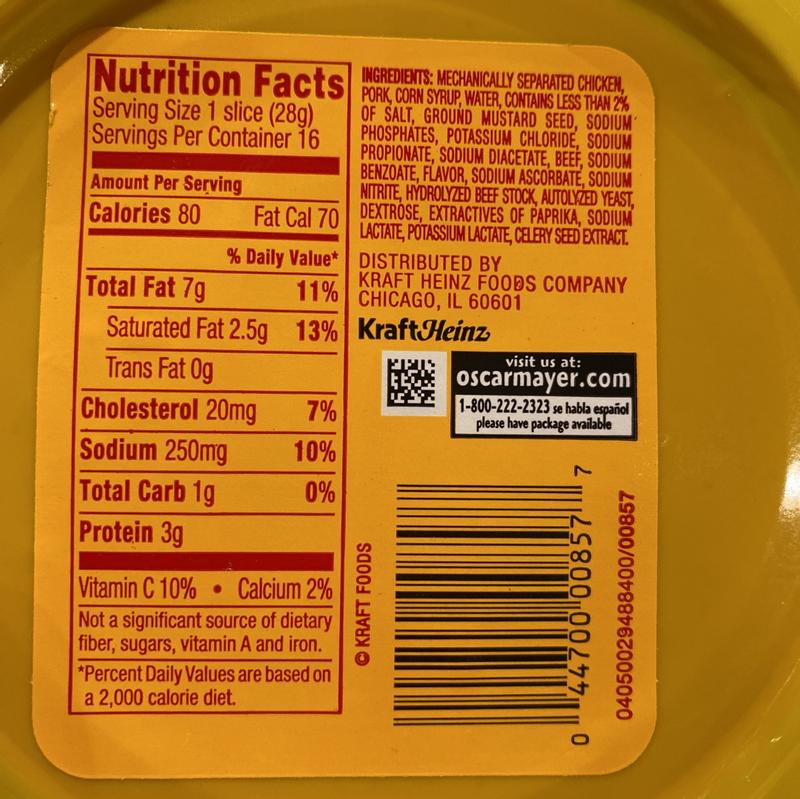 Nutrition Facts
Serving Size 1 slice (28g)
Servings Per Container 16
Amount Per Serving
Calories 80 Fat Cal 70
% Daily Value*
Total Fat 7g 11%
Saturated Fat 2.5g 13%
Trans Fat 0g
Cholesterol 20mg 7%
Sodium 250mg 10%
Total Carb 1g 0%
Protein 3g
Vitamin C 10% • Calcium 2%
Not a significant source of dietary
fiber, sugars, vitamin A and iron.
*Percent Daily Values are based on
a 2,000 calorie diet.
INGREDIENTS: MECHANICALLY SEPARATED CHICKEN,
PORK, CORN SYRUP, WATER, CONTAINS LESS THAN 2%
OF SALT, GROUND MUSTARD SEED, SODIUM
PHOSPHATES, POTASSIUM CHLORIDE, SODIUM
PROPIONATE, SODIUM DIACETATE, BEEF, SODIUM
BENZOATE, FLAVOR, SODIUM ASCORBATE, SODIUM
NITRITE, HYDROLYZED BEEF STOCK, AUTOLYZED YEAST,
DEXTROSE, EXTRACTIVES OF PAPRIKA, SODIUM
LACTATE, POTASSIUM LACTATE, CELERY SEED EXTRACT.
DISTRIBUTED BY
KRAFT HEINZ FOODS COMPANY
CHICAGO, IL 60601
KraftHeinz
visit us at:
oscarmayer.com
1-800-222-2323 se habla español
please have package available
© KRAFT FOODS
0 44700 00857 7
04050029488400/00857